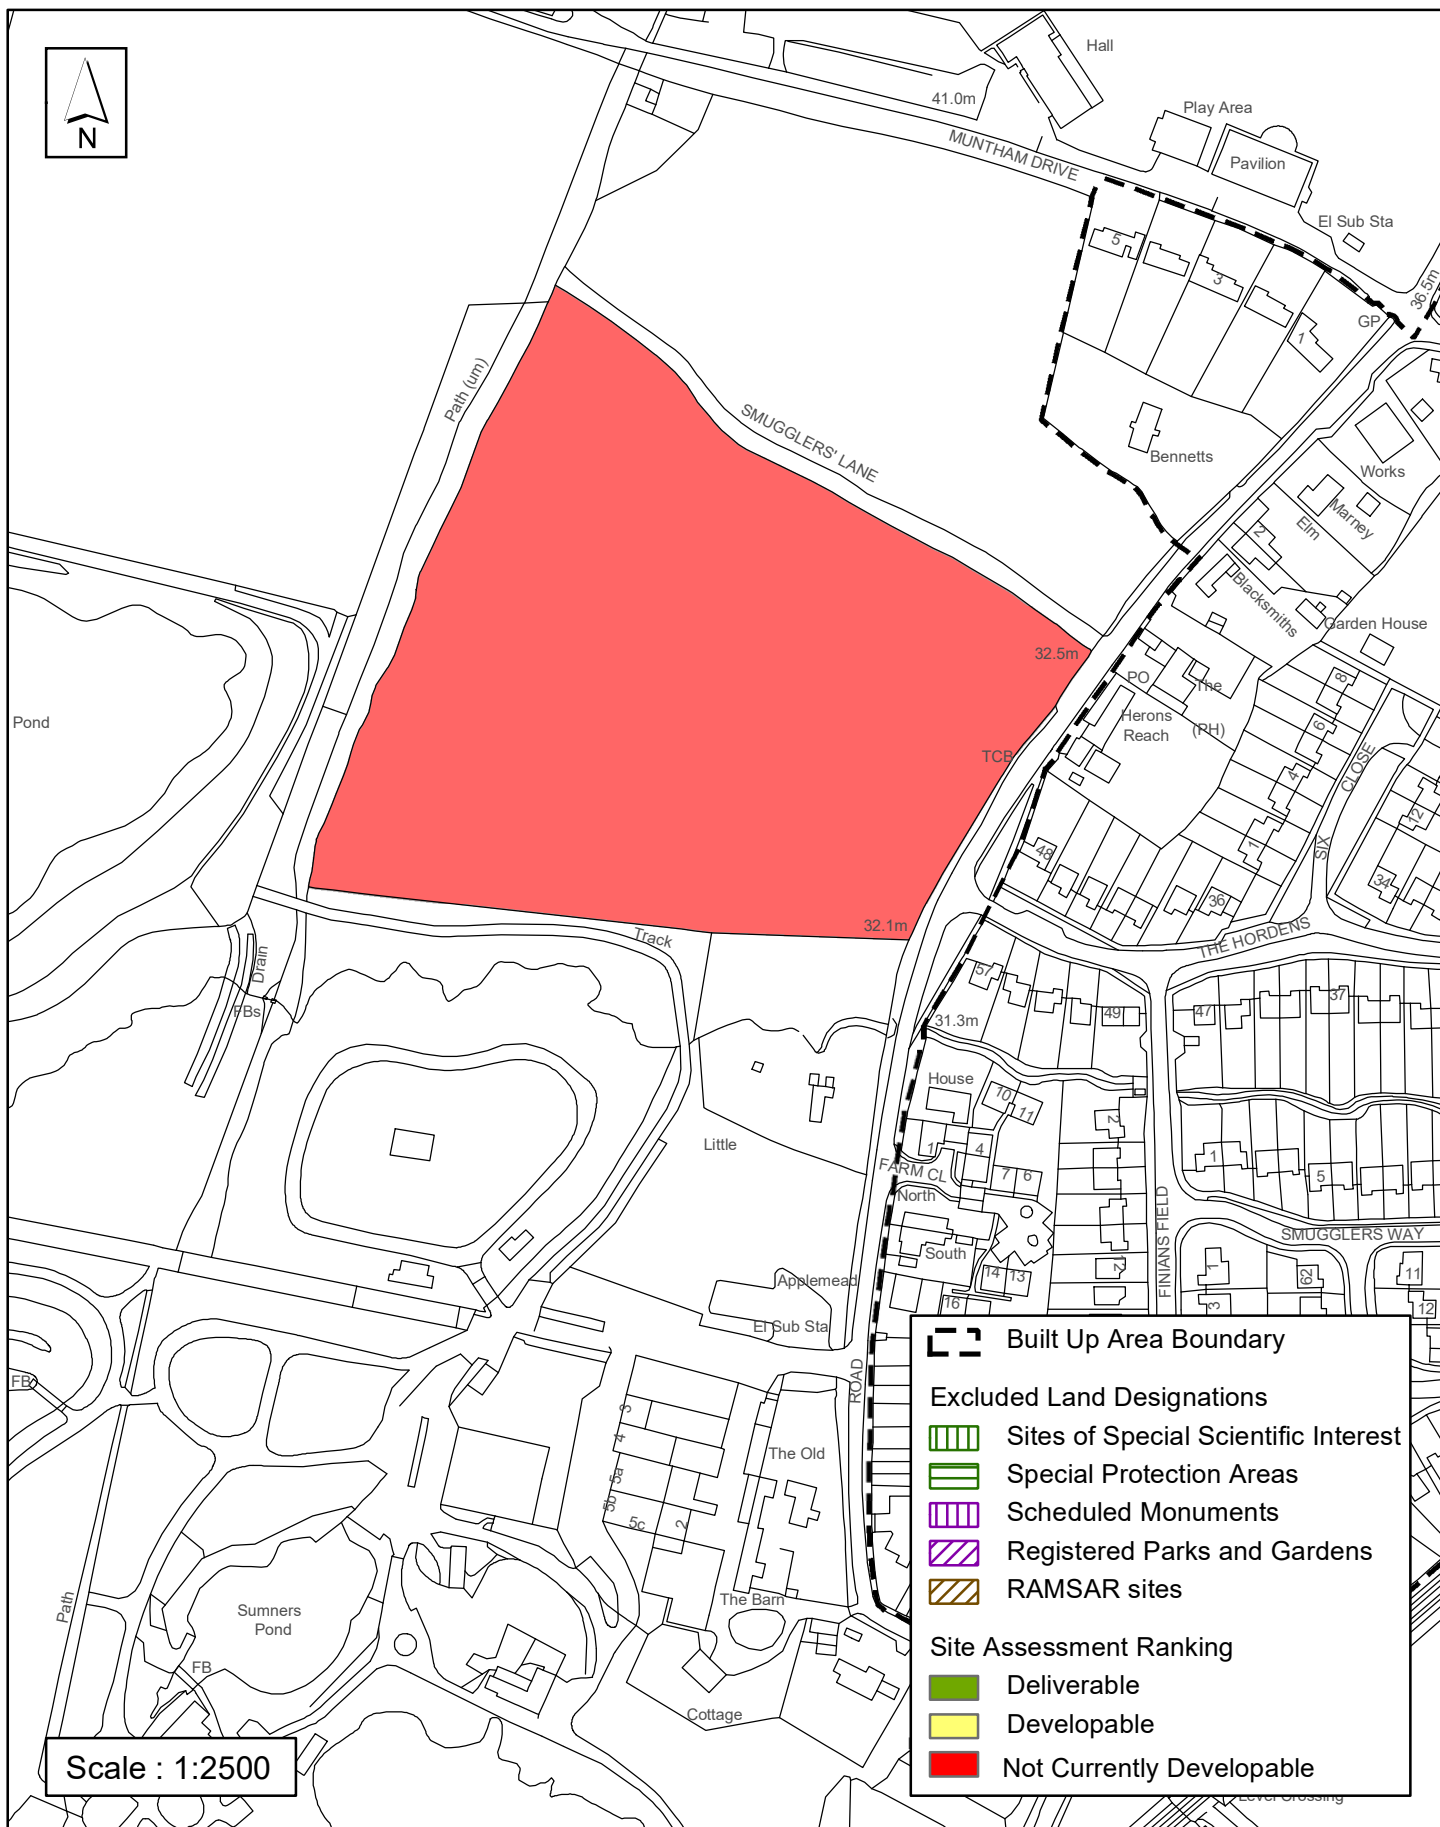 N
Hall
41.0m
Play Area
MUNTHAM DRIVE
Pavilion
El Sub Sta
5
3
36.5m
GP
1
Path (um)
SMUGGLERS' LANE
Bennetts
Works
Marney
Elm
2
Blacksmiths
Garden House
32.5m
PO
The
8
Pond
Herons
Reach
(PH)
6
TCB
CLOSE
4
12
48
1
SIX
34
36
32.1m
Track
THE HORDENS
Drain
57
FBs
31.3m
49
47
37
House
10
11
2
Little
1
4
FARM CL
7
6
1
5
North
FINIANS FIELD
SMUGGLERS WAY
South
Applemead
14
13
12
1
62
11
16
3
12
El Sub Sta
FB
ROAD
3
4
The Old
5a
5b
5c
2
Path
Sumners
Pond
The Barn
FB
Cottage
Level Crossing
Scale : 1:2500
Built Up Area Boundary
Excluded Land Designations
Sites of Special Scientific Interest
Special Protection Areas
Scheduled Monuments
Registered Parks and Gardens
RAMSAR sites
Site Assessment Ranking
Deliverable
Developable
Not Currently Developable